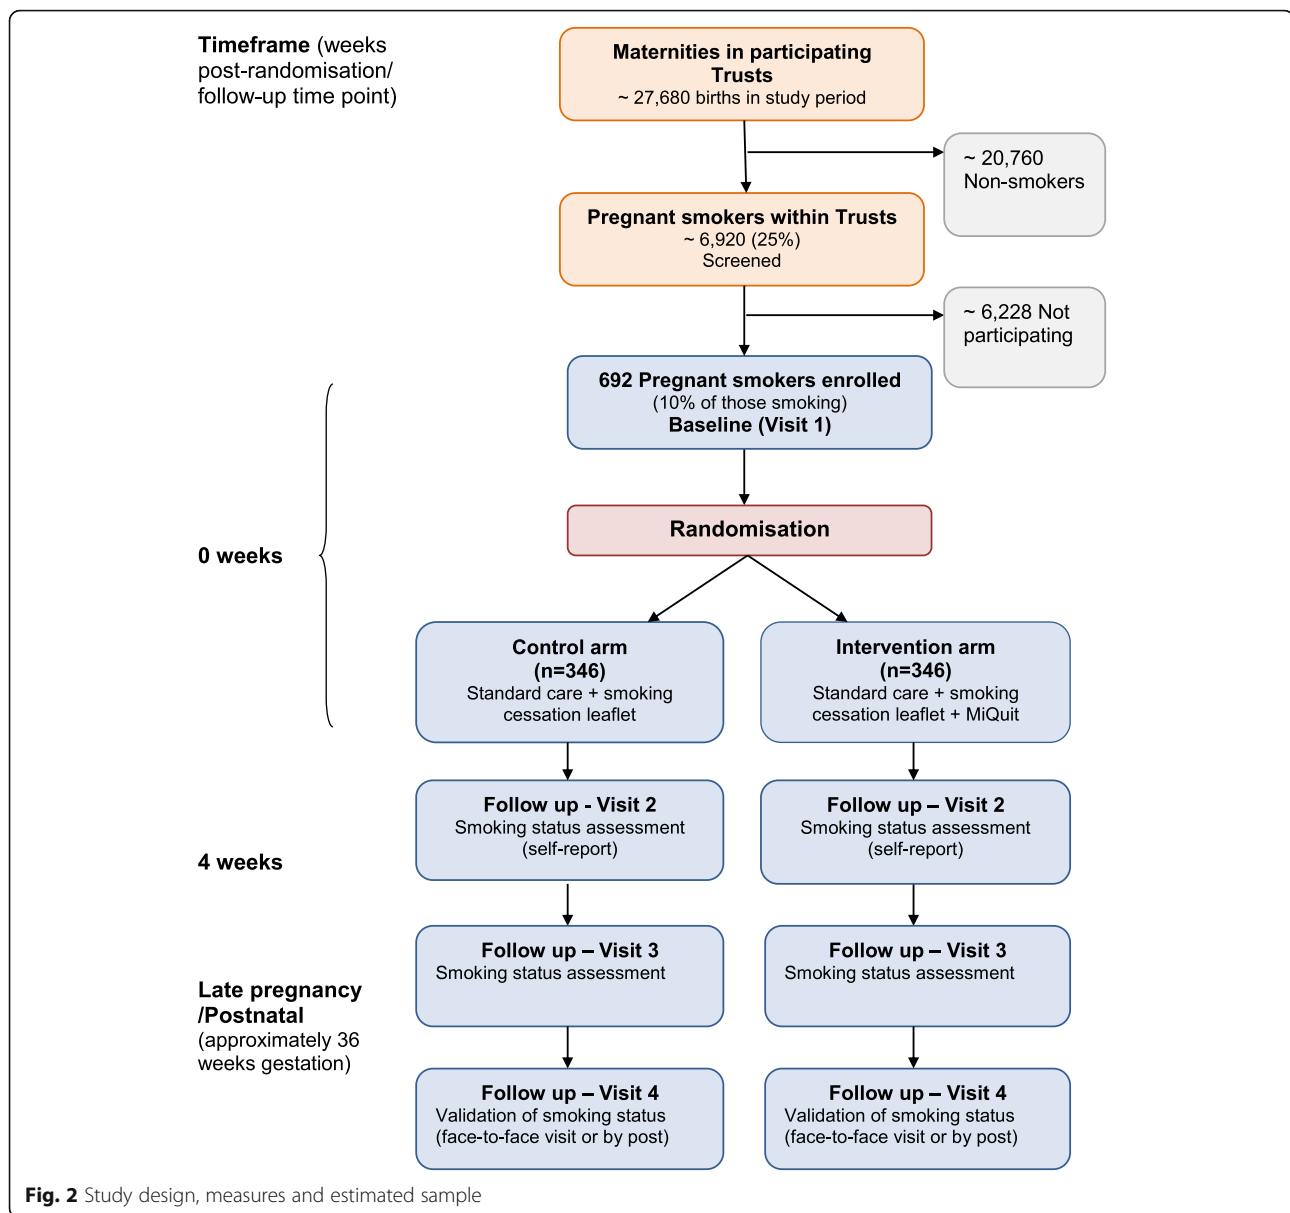 Timeframe (weeks
post-randomisation/
follow-up time point)
Maternities in participating
Trusts
~ 27,680 births in study period
~ 20,760
Non-smokers
Pregnant smokers within Trusts
~ 6,920 (25%)
Screened
~ 6,228 Not
participating
692 Pregnant smokers enrolled
(10% of those smoking)
Baseline (Visit 1)
Randomisation
0 weeks
Control arm
(n=346)
Standard care + smoking
cessation leaflet
Intervention arm
(n=346)
Standard care + smoking
cessation leaflet + MiQuit
4 weeks
Follow up - Visit 2
Smoking status assessment
(self-report)
Follow up – Visit 2
Smoking status assessment
(self-report)
Late pregnancy
/Postnatal
(approximately 36
weeks gestation)
Follow up – Visit 3
Smoking status assessment
Follow up – Visit 3
Smoking status assessment
Follow up – Visit 4
Validation of smoking status
(face-to-face visit or by post)
Follow up – Visit 4
Validation of smoking status
(face-to-face visit or by post)
Fig. 2 Study design, measures and estimated sample